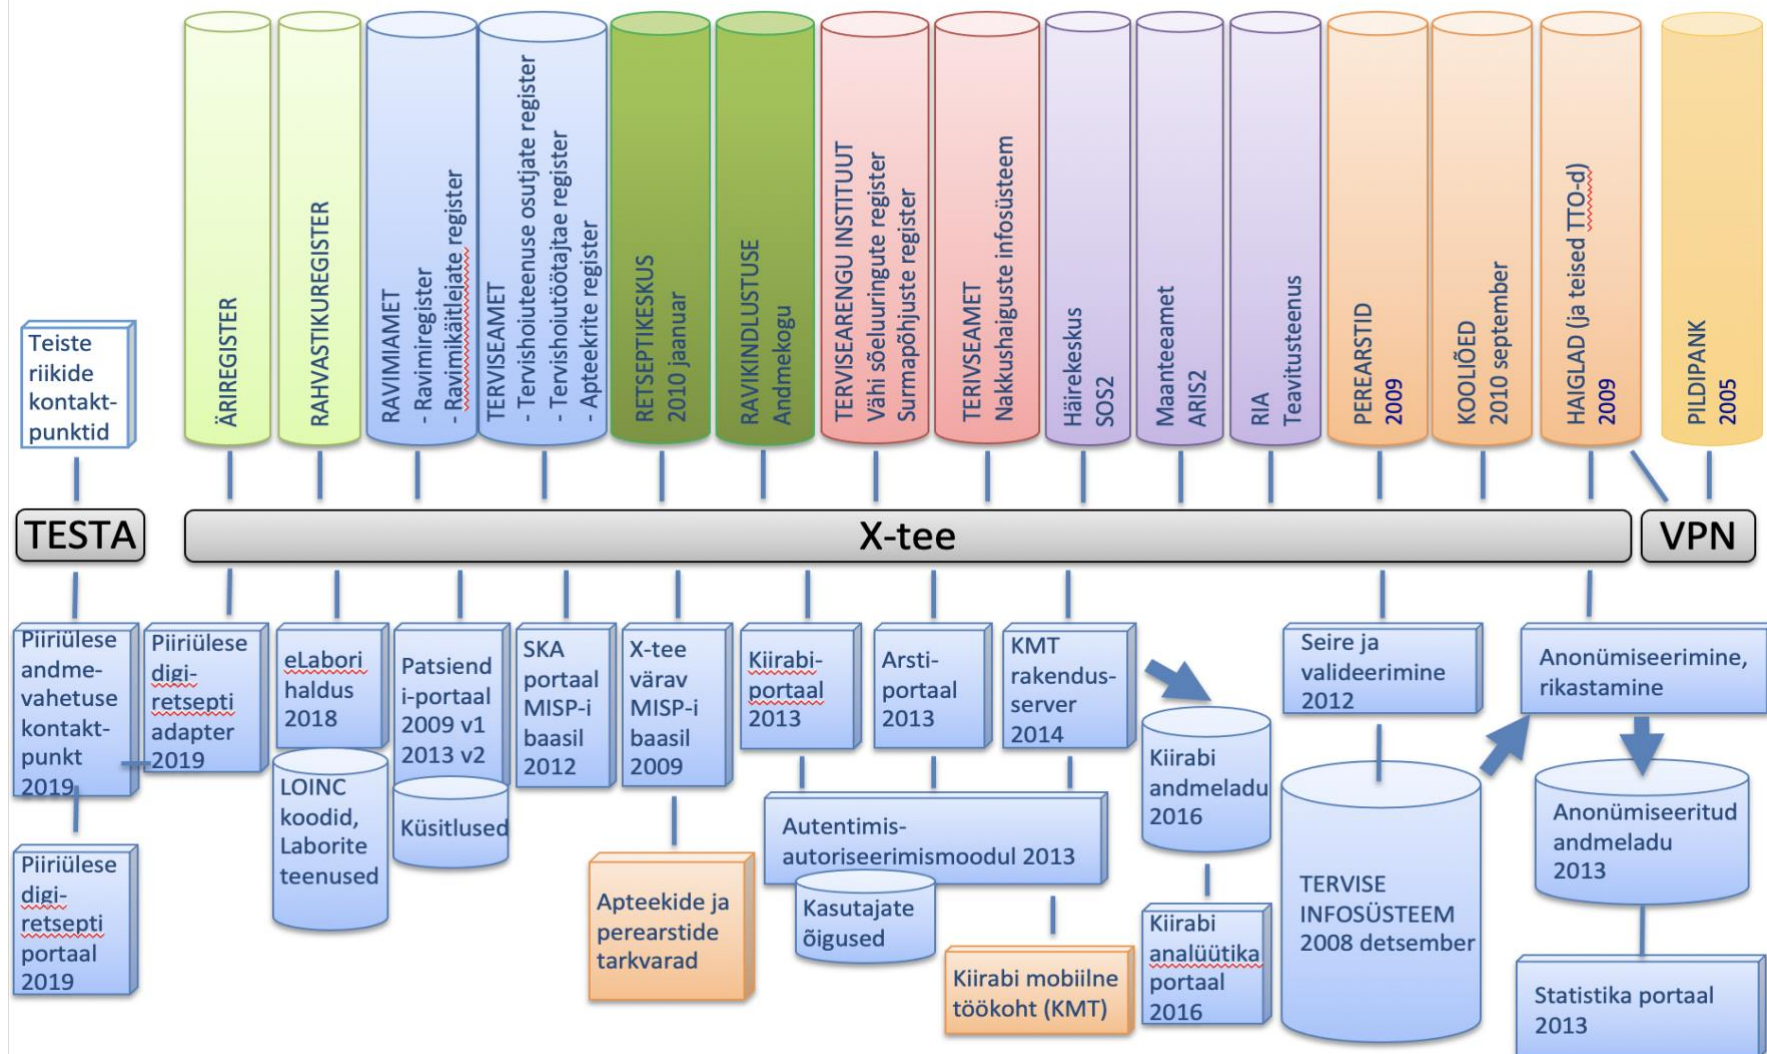 Teiste
riikide
kontakt-
punktid
ÄRIREGISTER
RAHVASTIKUREGISTER
RAVIMIAMET
- Ravimiregister
- Ravimikäitlejate register
TERVISEAMET
- Tervishoiuteenuse osutjate register
- Tervishoiutöötajtae register
- Apteekrite register
RETSEPTIKESKUS
2010 jaanuar
RAVIKINDLUSTUSE
Andmekogu
TERVISEARENGU INSTITUUT
Vähi sõeluuringute register
Surmapõhjuste register
TERIVSEAMET
Nakkushaiguste infosüsteem
Häirekeskus
SOS2
Maanteeamet
ARIS2
RIA
Teavitusteenus
PEREARSTID
2009
KOOLIÕED
2010 september
HAIGLAD (ja teised TTO-d)
2009
PILDIPANK
2005
TESTA
X-tee
VPN
Piiriülese
andme-
vahetuse
kontakt-
punkt
2019
Piiriülese
digi-
retsepti
adapter
2019
eLabori
haldus
2018
Patsiend
i-portaal
2009 v1
2013 v2
SKA
portaal
MISP-i
baasil
2012
X-tee
värav
MISP-i
baasil
2009
Kiirabi-
portaal
2013
Arsti-
portaal
2013
KMT
rakendus-
server
2014
Seire ja
valideerimine
2012
Anonümiseerimine,
rikastamine
LOINC
koodid,
Laborite
teenused
Küsitlused
Kiirabi
andmeladu
2016
Autentimis-
autoriseerimismoodul 2013
Anonümiseeritud
andmeladu
2013
Piiriülese
digi-
retsepti
portaal
2019
Apteekide ja
perearstide
tarkvarad
Kasutajate
õigused
TERVISE
INFOSÜSTEEM
2008 detsember
Kiirabi mobiilne
töökoht (KMT)
Kiirabi
analüütika
portaal
2016
Statistika portaal
2013